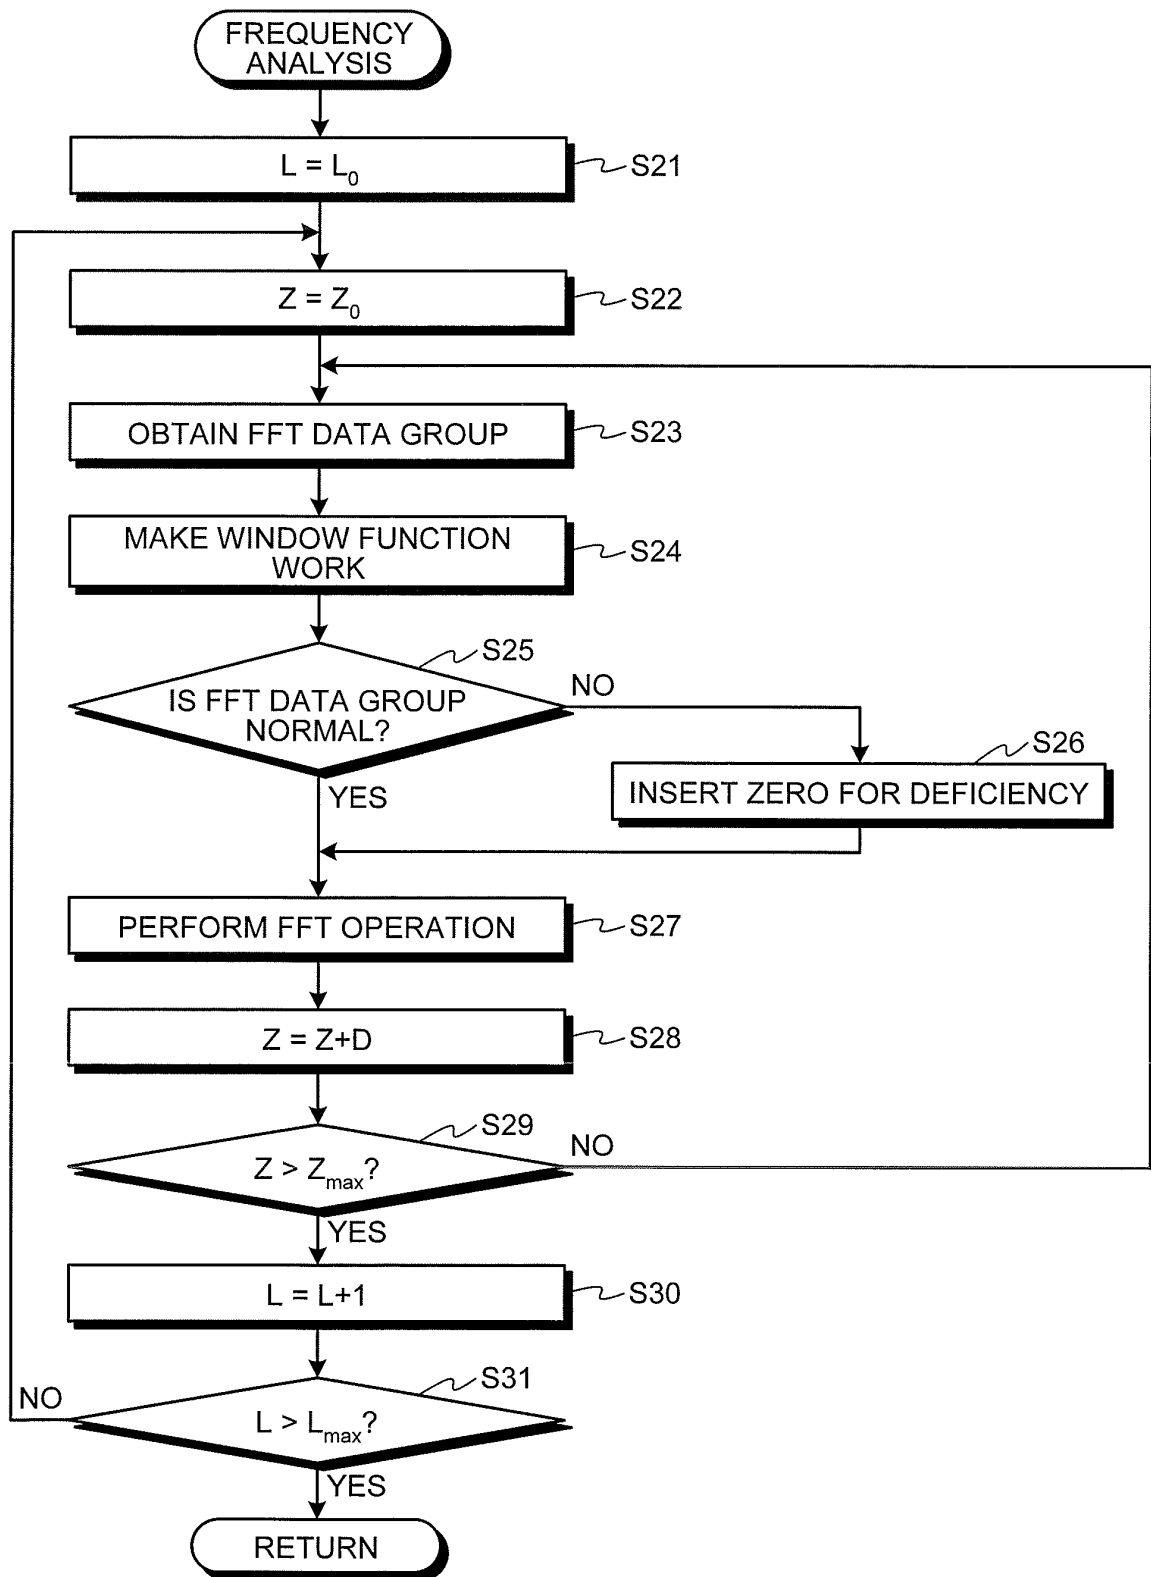 FREQUENCY
ANALYSIS
L = L₀
S21
Z = Z₀
S22
OBTAIN FFT DATA GROUP
S23
MAKE WINDOW FUNCTION
WORK
S24
S25
IS FFT DATA GROUP
NORMAL?
NO
YES
S26
INSERT ZERO FOR DEFICIENCY
PERFORM FFT OPERATION
S27
Z = Z+D
S28
S29
Z > Zmax?
NO
YES
L = L+1
S30
S31
NO
L > Lmax?
YES
RETURN